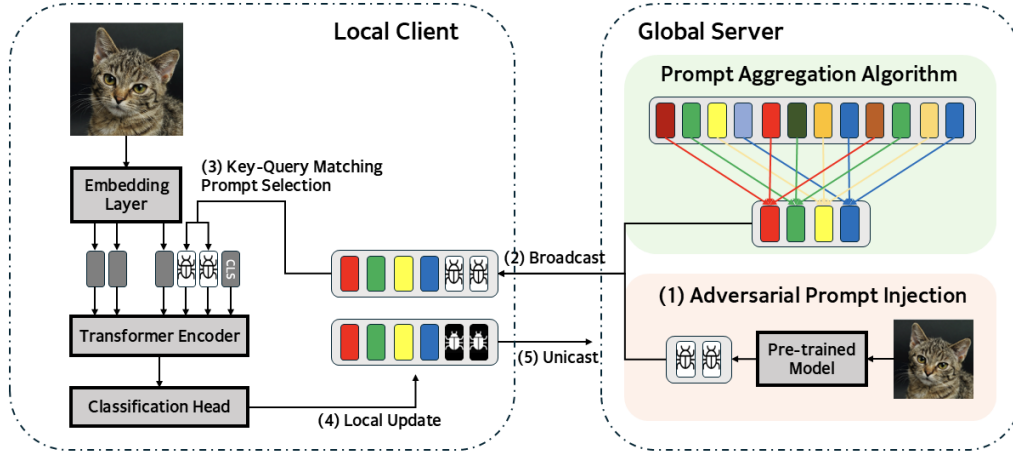 Local Client
Global Server
Prompt Aggregation Algorithm
(3) Key-Query Matching
Prompt Selection
Embedding
Layer
CLS
(2) Broadcast
(1) Adversarial Prompt Injection
Transformer Encoder
Pre-trained
Model
(5) Unicast
Classification Head
(4) Local Update